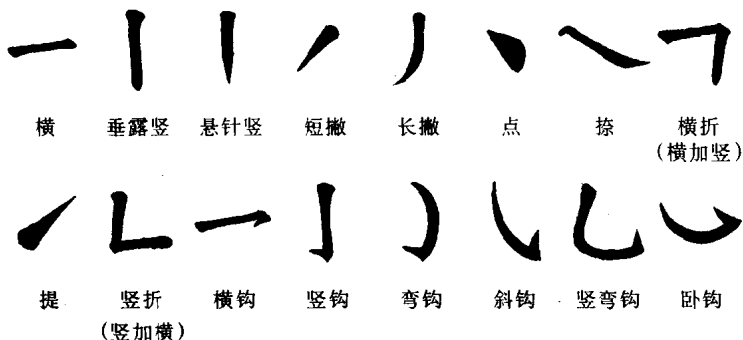 横 垂露竖 悬针竖 短撇 长撇 点 捺 横折
(横加竖)
提 竖折 横钩 竖钩 弯钩 斜钩 竖弯钩 卧钩
(竖加横)